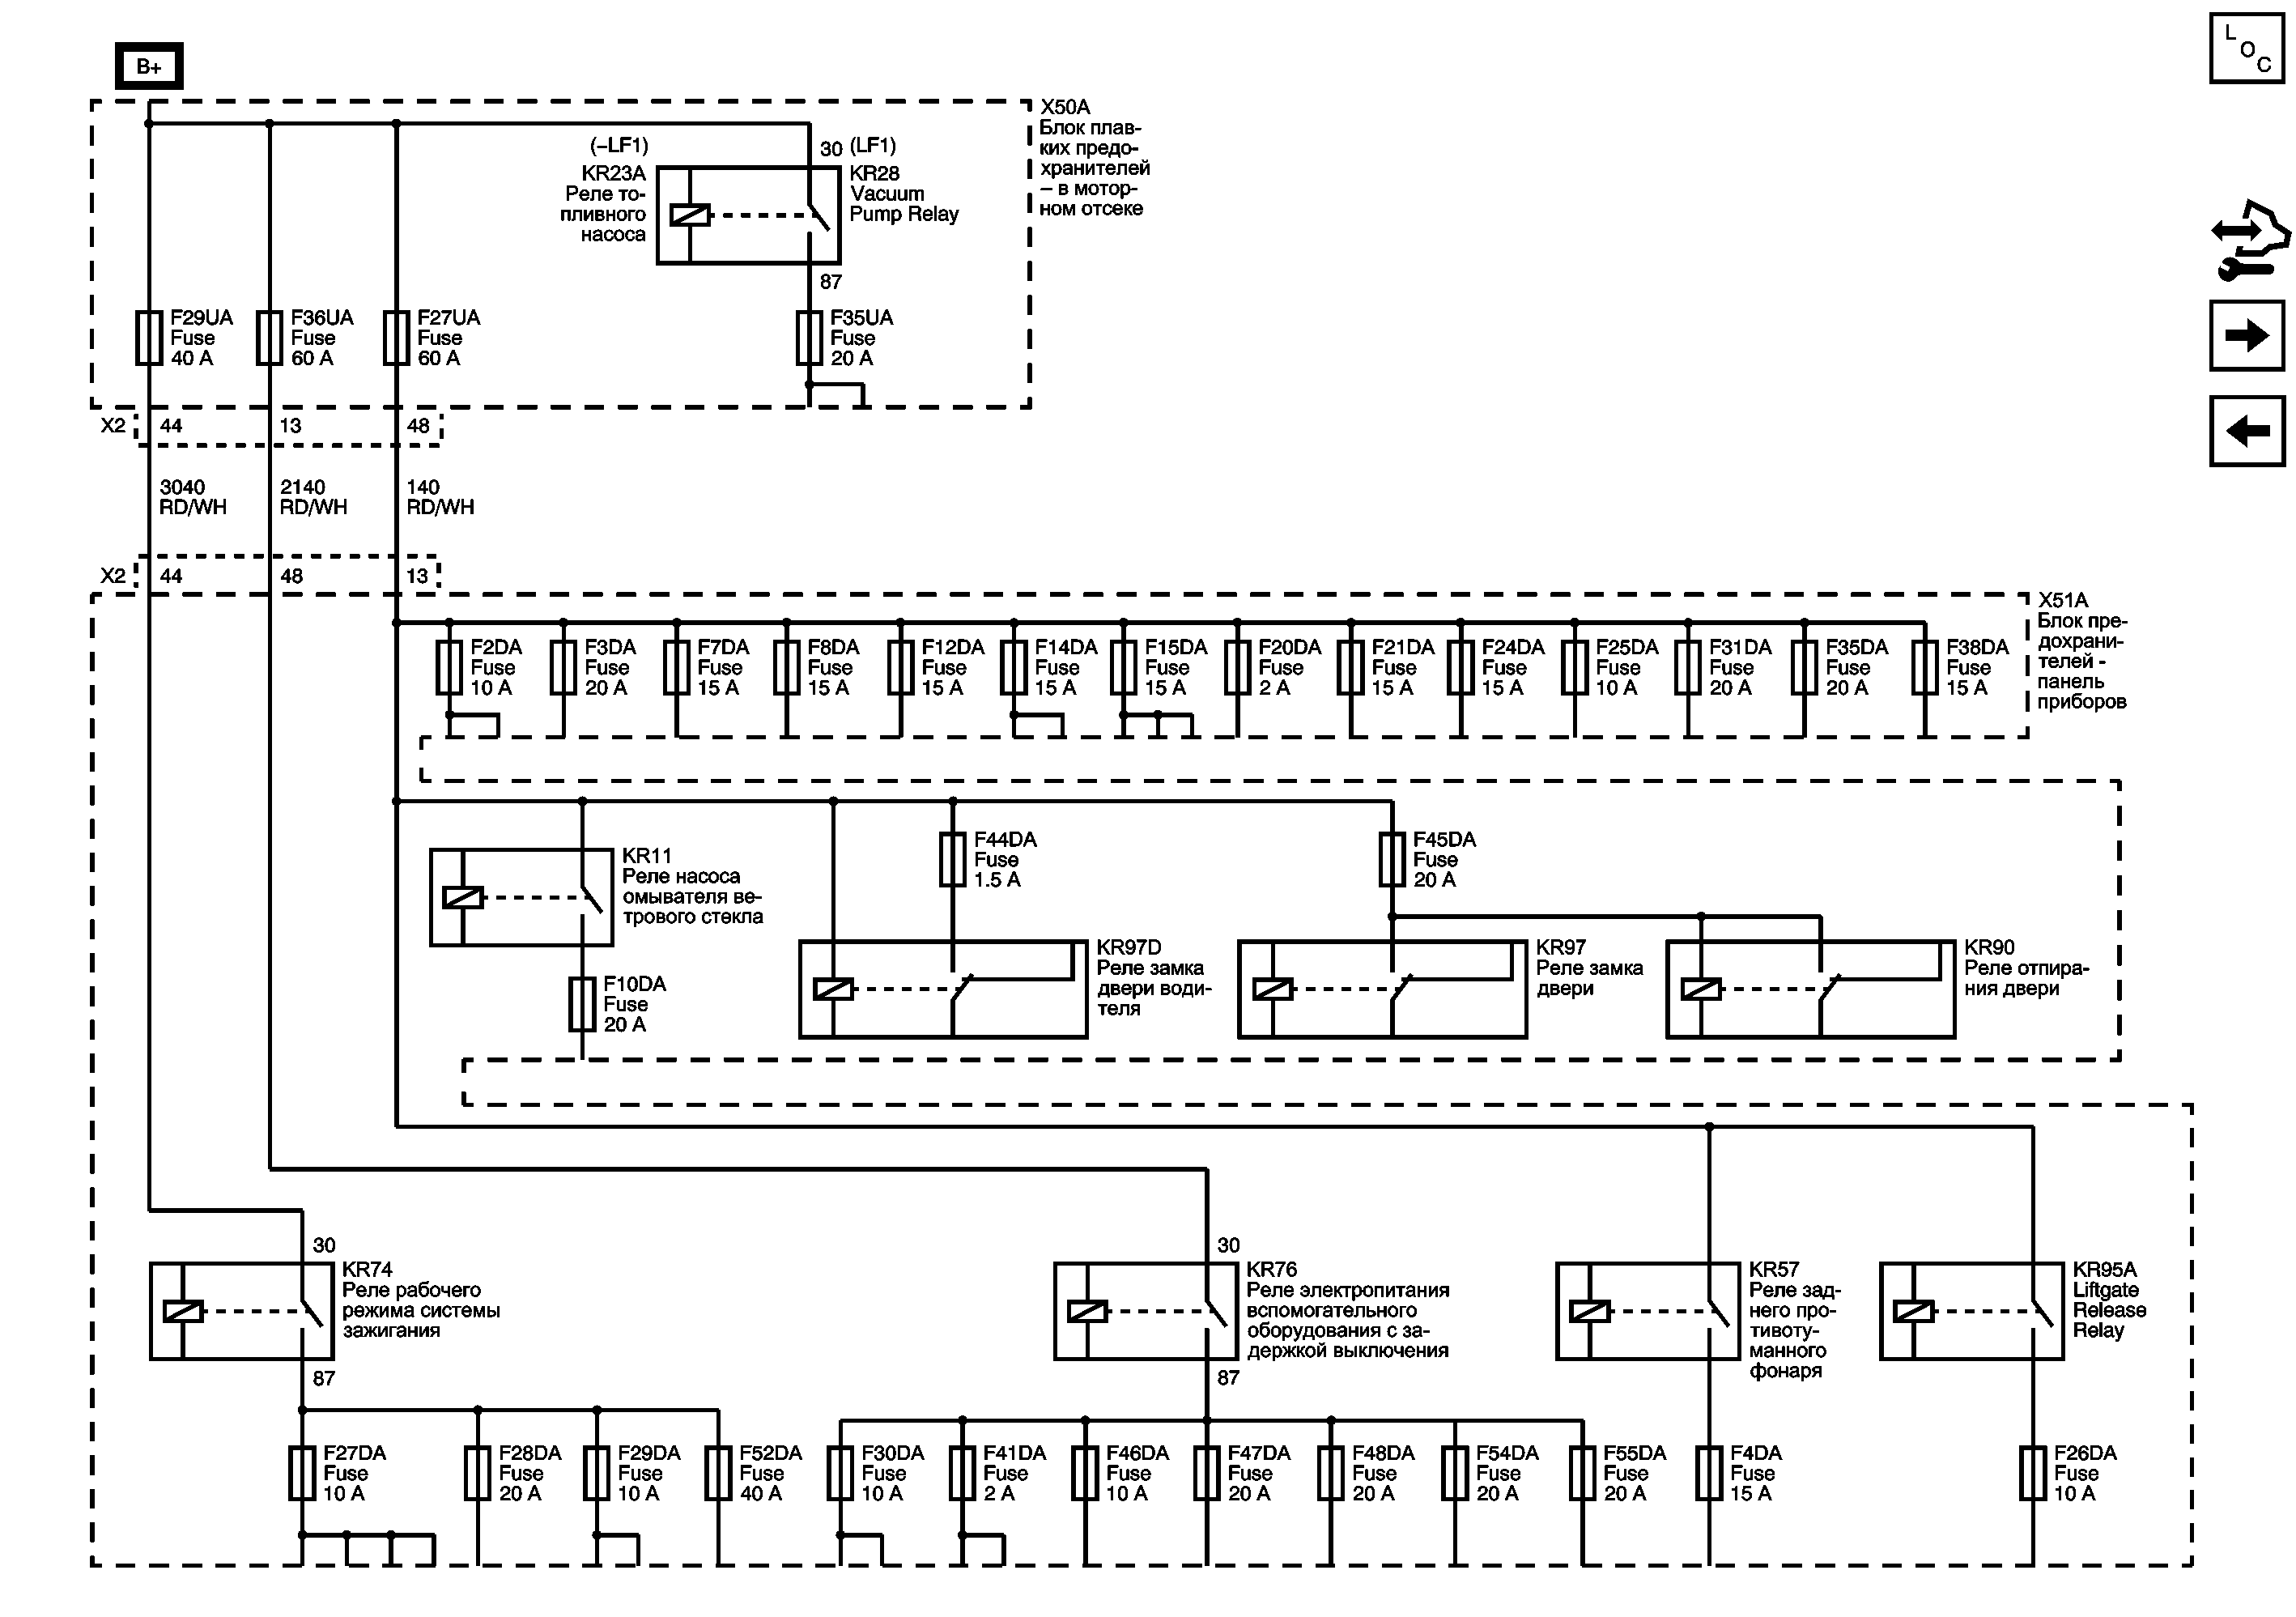 B+
L
O
C
X50A
Блок плав-
ких предо-
хранителей
– в мотор-
ном отсеке
(–LF1)
KR23A
Реле то-
пливного
насоса
30 (LF1)
KR28
Vacuum
Pump Relay
87
F29UA
Fuse
40 A
F36UA
Fuse
60 A
F27UA
Fuse
60 A
F35UA
Fuse
20 A
X2
44
13
48
3040
RD/WH
2140
RD/WH
140
RD/WH
X2
44
48
13
X51A
Блок пре-
дохрани-
телей -
панель
приборов
F2DA
Fuse
10 A
F3DA
Fuse
20 A
F7DA
Fuse
15 A
F8DA
Fuse
15 A
F12DA
Fuse
15 A
F14DA
Fuse
15 A
F15DA
Fuse
15 A
F20DA
Fuse
2 A
F21DA
Fuse
15 A
F24DA
Fuse
15 A
F25DA
Fuse
10 A
F31DA
Fuse
20 A
F35DA
Fuse
20 A
F38DA
Fuse
15 A
KR11
Реле насоса
омывателя ве-
трового стекла
F44DA
Fuse
1.5 A
F45DA
Fuse
20 A
F10DA
Fuse
20 A
KR97D
Реле замка
двери води-
теля
KR97
Реле замка
двери
KR90
Реле отпира-
ния двери
30
KR74
Реле рабочего
режима системы
зажигания
87
30
KR76
Реле электропитания
вспомогательного
оборудования с за-
держкой выключения
87
KR57
Реле зад-
него про-
тивоту-
манного
фонаря
KR95A
Liftgate
Release
Relay
F27DA
Fuse
10 A
F28DA
Fuse
20 A
F29DA
Fuse
10 A
F52DA
Fuse
40 A
F30DA
Fuse
10 A
F41DA
Fuse
2 A
F46DA
Fuse
10 A
F47DA
Fuse
20 A
F48DA
Fuse
20 A
F54DA
Fuse
20 A
F55DA
Fuse
20 A
F4DA
Fuse
15 A
F26DA
Fuse
10 A